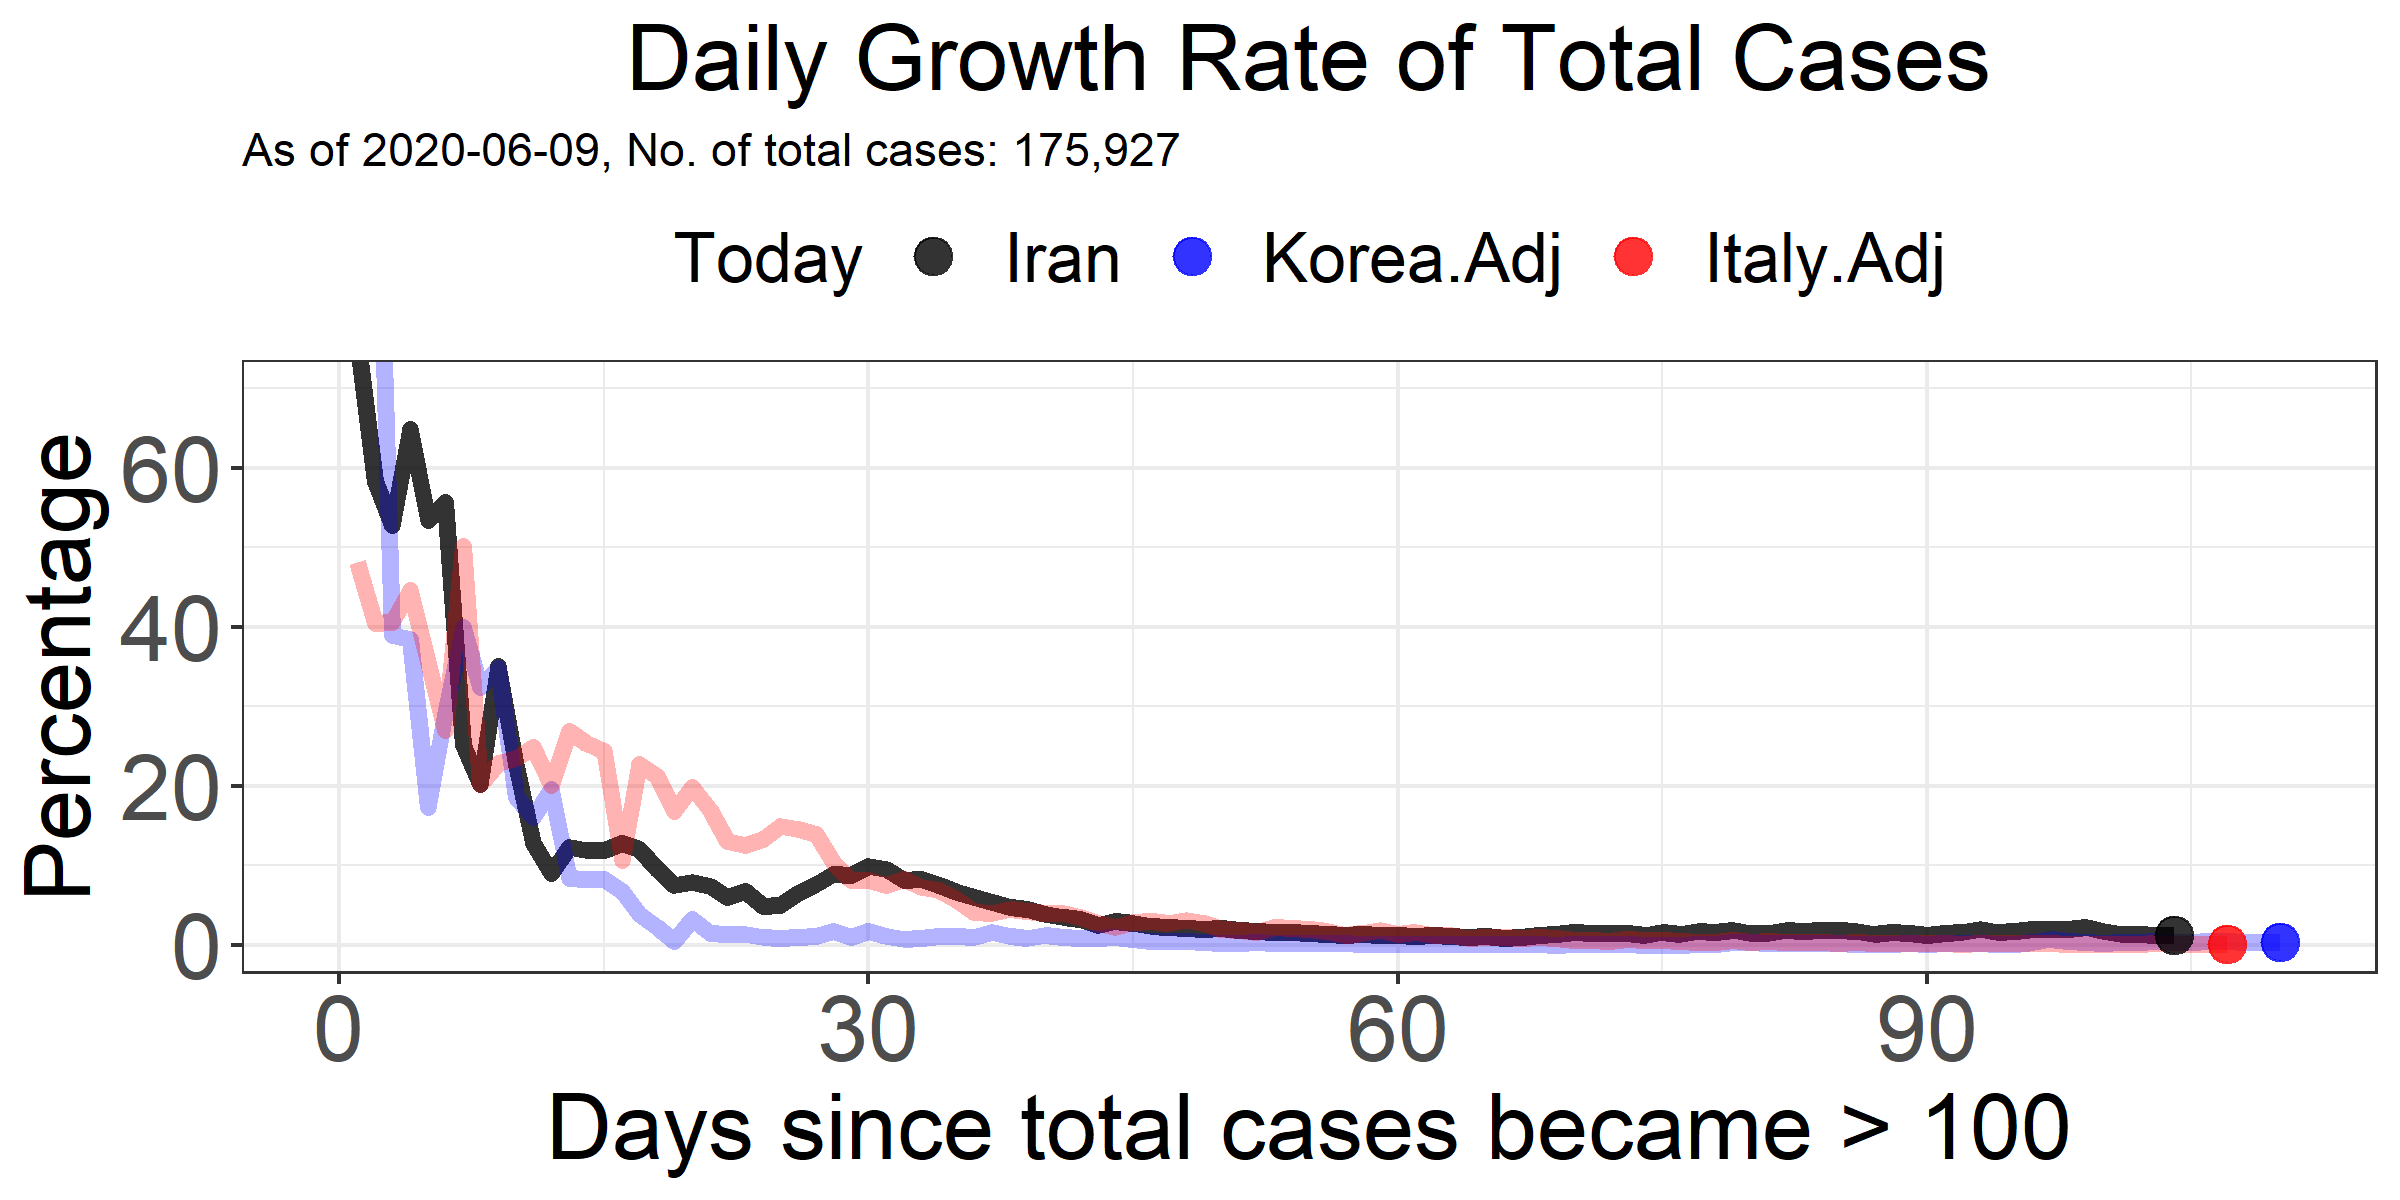 Daily Growth Rate of Total Cases
As of 2020-06-09, No. of total cases: 175,927
Today Iran Korea.Adj Italy.Adj
Percentage
60
40
20
0
0 30 60 90
Days since total cases became > 100